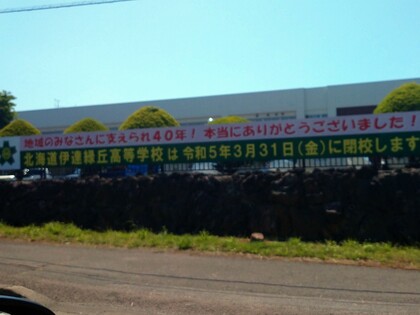 地域のみなさんに支えられ40年！本当にありがとうございました！
北海道伊達緑丘高等学校は令和5年3月31日（金）に閉校します